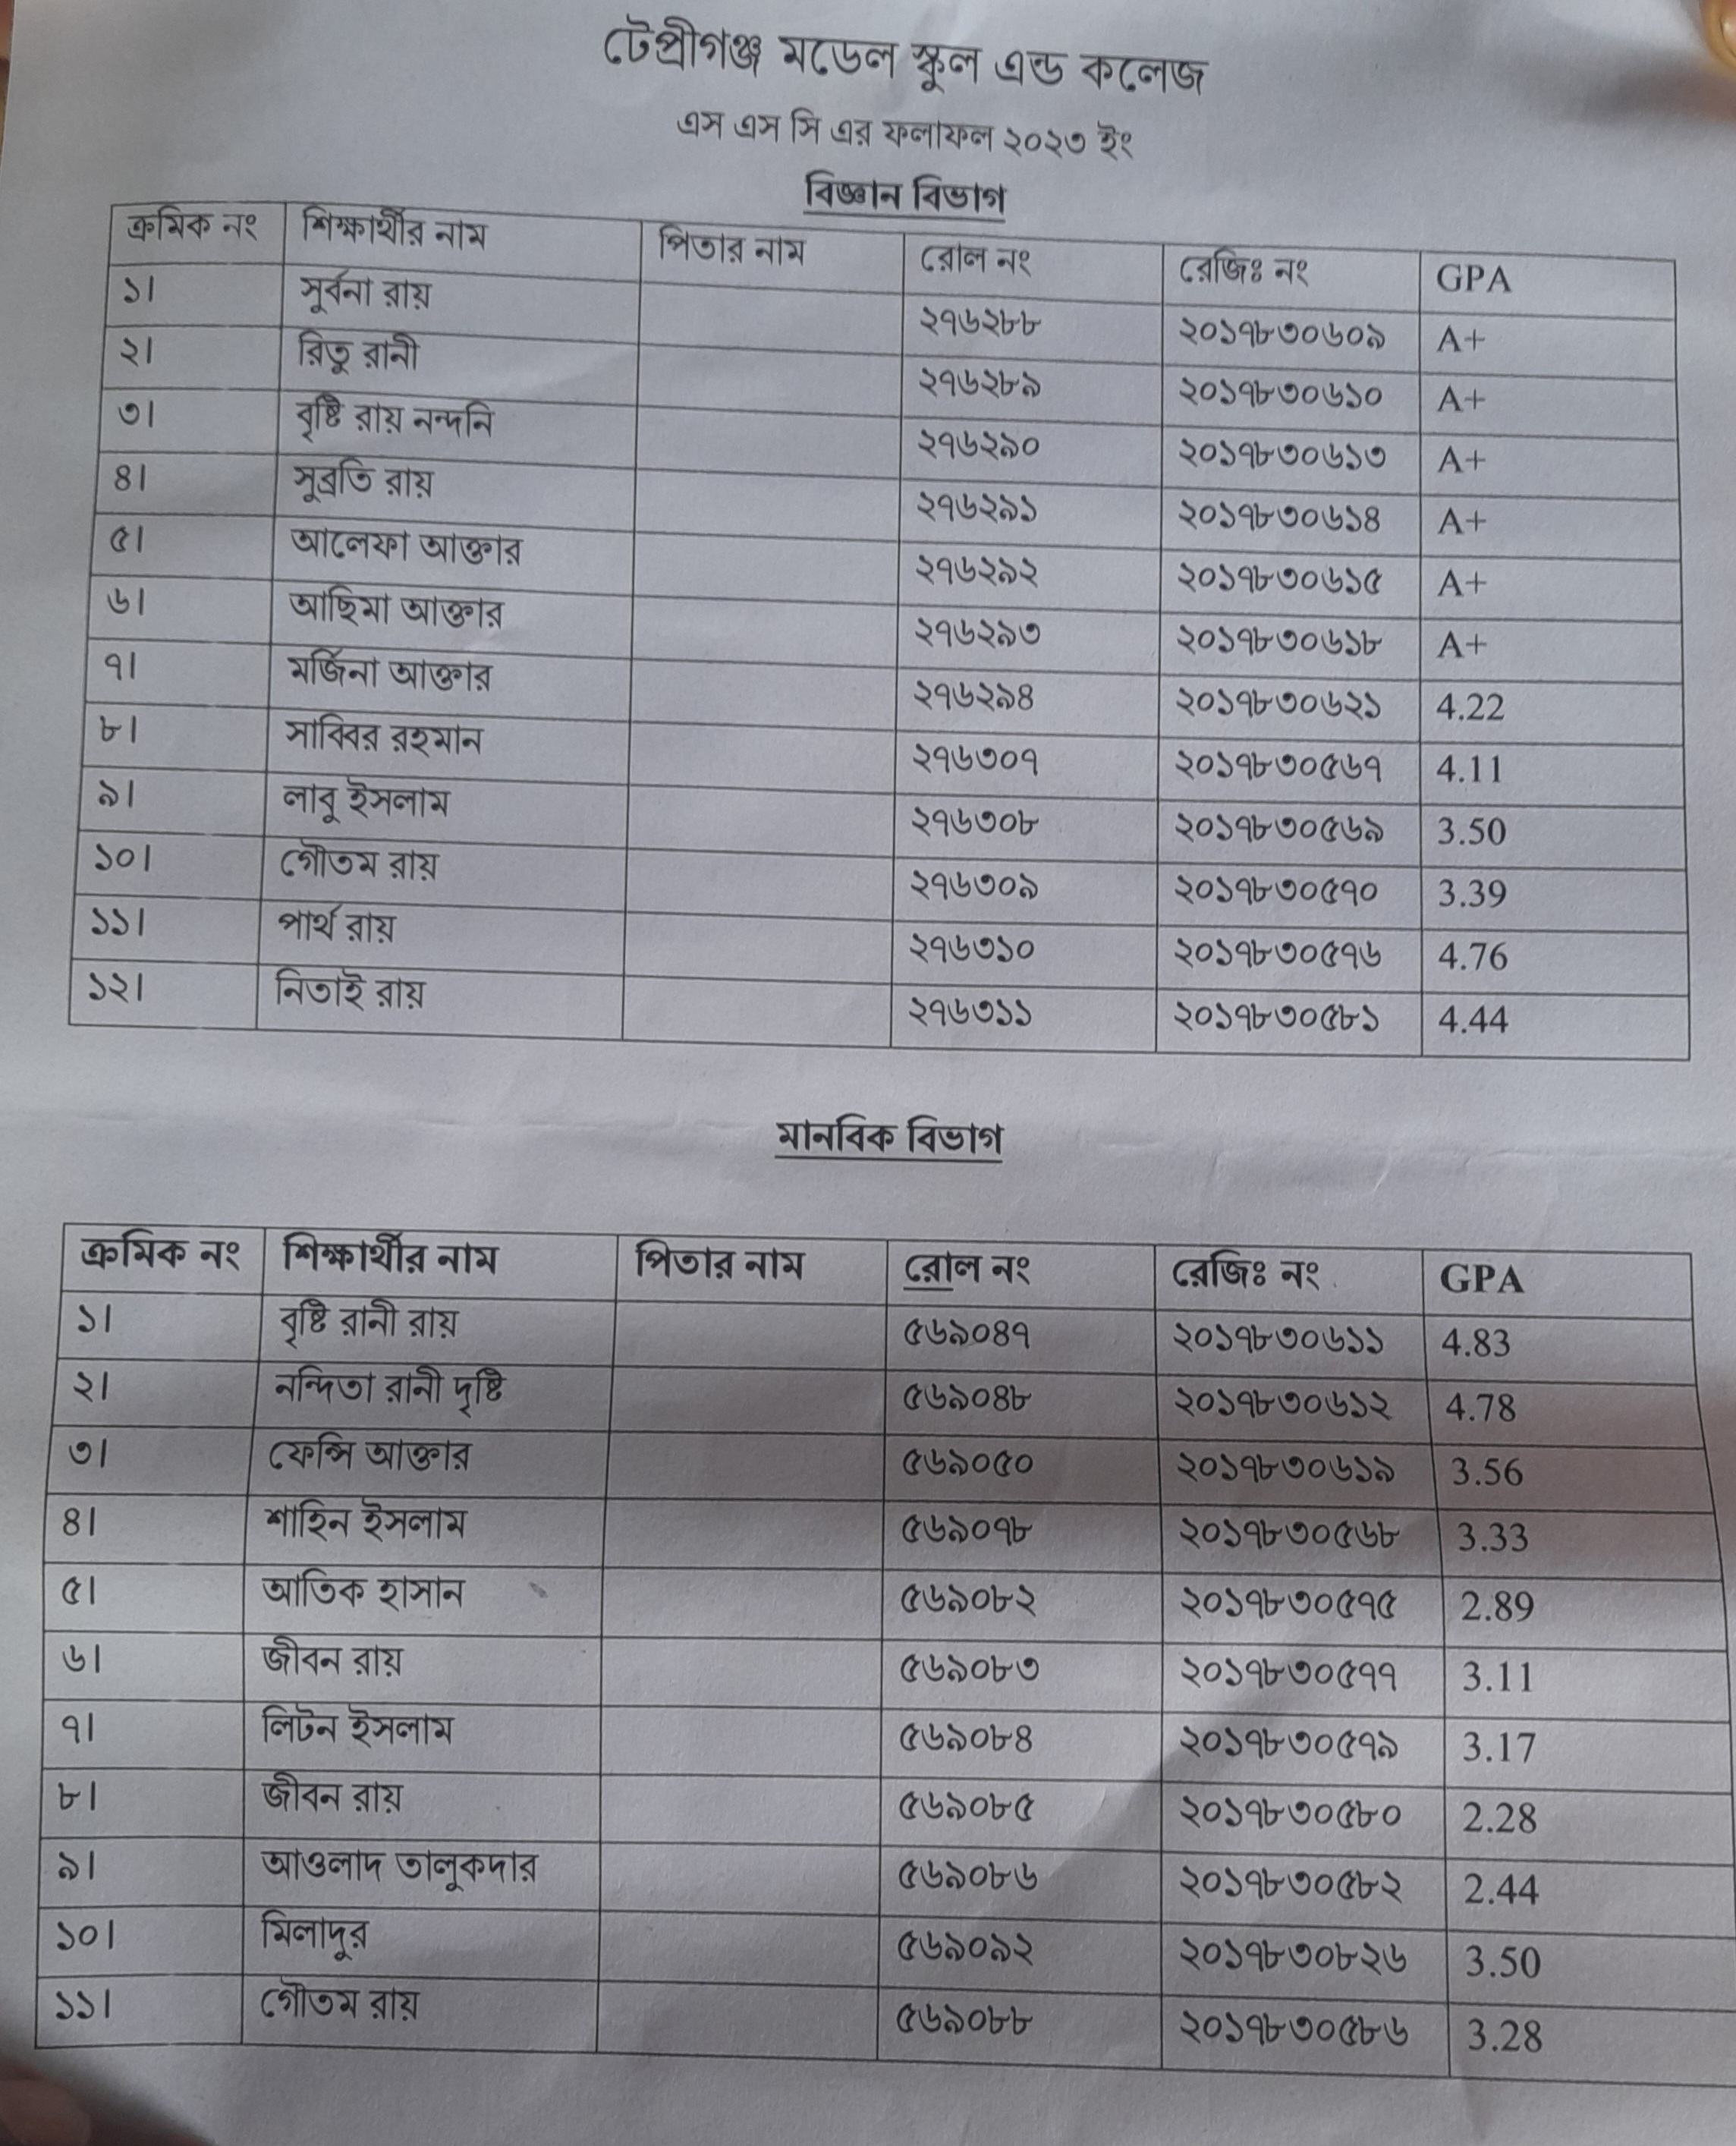 টেপ্রীগঞ্জ মডেল স্কুল এন্ড কলেজ
এস এস সি এর ফলাফল ২০২৩ ইং
বিজ্ঞান বিভাগ
ক্রমিক নং শিক্ষার্থীর নাম পিতার নাম রোল নং রেজিঃ নং GPA
১। সুর্বনা রায় ২৭৬২৮৮ ২০১৭৮৩০৬০৯ A+
২। রিতু রানী ২৭৬২৮৯ ২০১৭৮৩০৬১০ A+
৩। বৃষ্টি রায় নন্দনি ২৭৬২৯০ ২০১৭৮৩০৬১৩ A+
৪। সুব্রতি রায় ২৭৬২৯১ ২০১৭৮৩০৬১৪ A+
৫। আলেফা আক্তার ২৭৬২৯২ ২০১৭৮৩০৬১৫ A+
৬। আছিমা আক্তার ২৭৬২৯৩ ২০১৭৮৩০৬১৮ A+
৭। মর্জিনা আক্তার ২৭৬২৯৪ ২০১৭৮৩০৬২১ 4.22
৮। সাব্বির রহমান ২৭৬৩০৭ ২০১৭৮৩০৫৬৭ 4.11
৯। লাবু ইসলাম ২৭৬৩০৮ ২০১৭৮৩০৫৬৯ 3.50
১০। গৌতম রায় ২৭৬৩০৯ ২০১৭৮৩০৫৭০ 3.39
১১। পার্থ রায় ২৭৬৩১০ ২০১৭৮৩০৫৭৬ 4.76
১২। নিতাই রায় ২৭৬৩১১ ২০১৭৮৩০৫৮১ 4.44
মানবিক বিভাগ
ক্রমিক নং শিক্ষার্থীর নাম পিতার নাম রোল নং রেজিঃ নং GPA
১। বৃষ্টি রানী রায় ৫৬৯০৪৭ ২০১৭৮৩০৬১১ 4.83
২। নন্দিতা রানী দৃষ্টি ৫৬৯০৪৮ ২০১৭৮৩০৬১২ 4.78
৩। ফেন্সি আক্তার ৫৬৯০৫০ ২০১৭৮৩০৬১৯ 3.56
৪। শাহিন ইসলাম ৫৬৯০৭৮ ২০১৭৮৩০৫৬৮ 3.33
৫। আতিক হাসান ৫৬৯০৮২ ২০১৭৮৩০৫৭৫ 2.89
৬। জীবন রায় ৫৬৯০৮৩ ২০১৭৮৩০৫৭৭ 3.11
৭। লিটন ইসলাম ৫৬৯০৮৪ ২০১৭৮৩০৫৭৯ 3.17
৮। জীবন রায় ৫৬৯০৮৫ ২০১৭৮৩০৫৮০ 2.28
৯। আওলাদ তালুকদার ৫৬৯০৮৬ ২০১৭৮৩০৫৮২ 2.44
১০। মিলাদুর ৫৬৯০৯২ ২০১৭৮৩০৮২৬ 3.50
১১। গৌতম রায় ৫৬৯০৮৮ ২০১৭৮৩০৫৮৬ 3.28